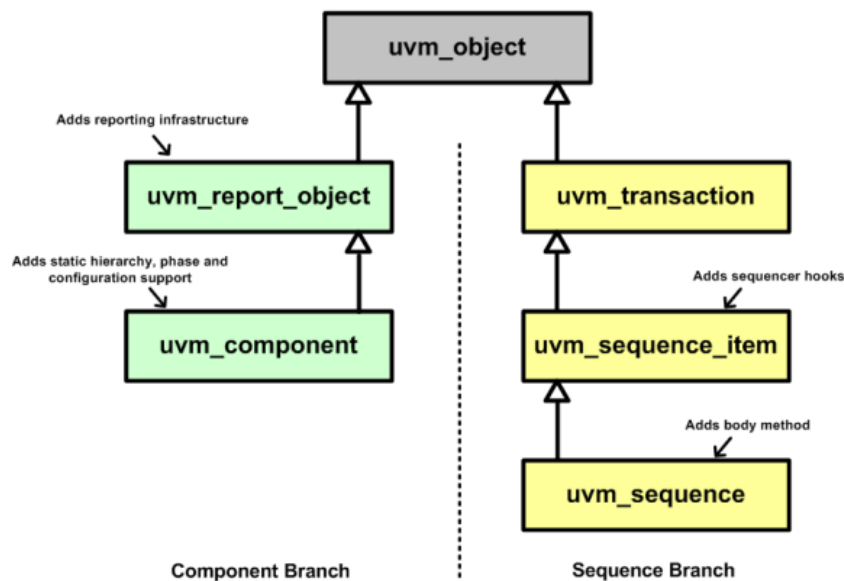 uvm_object
Adds reporting infrastructure
uvm_report_object
uvm_transaction
Adds static hierarchy, phase and
configuration support
Adds sequencer hooks
uvm_component
uvm_sequence_item
Adds body method
uvm_sequence
Component Branch
Sequence Branch